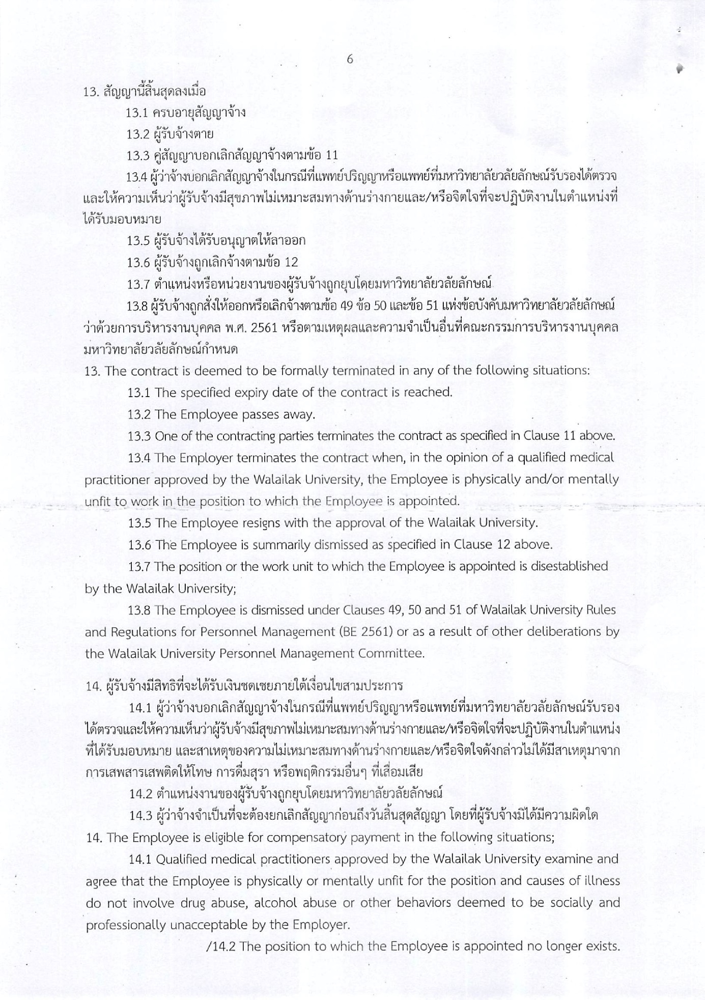 6
13. สัญญานี้สิ้นสุดลงเมื่อ
13.1 ครบอายุสัญญาจ้าง
13.2 ผู้รับจ้างตาย
13.3 คู่สัญญาบอกเลิกสัญญาจ้างตามข้อ 11
13.4 ผู้ว่าจ้างบอกเลิกสัญญาจ้างในกรณีที่แพทย์ปริญญาหรือแพทย์ที่มหาวิทยาลัยวลัยลักษณ์รับรองได้ตรวจ
และให้ความเห็นว่าผู้รับจ้างมีสุขภาพไม่เหมาะสมทางด้านร่างกายและ/หรือจิตใจที่จะปฏิบัติงานในตำแหน่งที่
ได้รับมอบหมาย
13.5 ผู้รับจ้างได้รับอนุญาตให้ลาออก
13.6 ผู้รับจ้างถูกเลิกจ้างตามข้อ 12
13.7 ตำแหน่งหรือหน่วยงานของผู้รับจ้างถูกยุบโดยมหาวิทยาลัยวลัยลักษณ์
13.8 ผู้รับจ้างถูกสั่งให้ออกหรือเลิกจ้างตามข้อ 49 ข้อ 50 และข้อ 51 แห่งข้อบังคับมหาวิทยาลัยวลัยลักษณ์
ว่าด้วยการบริหารงานบุคคล พ.ศ. 2561 หรือตามเหตุผลและความจำเป็นอื่นที่คณะกรรมการบริหารงานบุคคล
มหาวิทยาลัยวลัยลักษณ์กำหนด
13. The contract is deemed to be formally terminated in any of the following situations:
13.1 The specified expiry date of the contract is reached.
13.2 The Employee passes away.
13.3 One of the contracting parties terminates the contract as specified in Clause 11 above.
13.4 The Employer terminates the contract when, in the opinion of a qualified medical
practitioner approved by the Walailak University, the Employee is physically and/or mentally
unfit to work in the position to which the Employee is appointed.
13.5 The Employee resigns with the approval of the Walailak University.
13.6 The Employee is summarily dismissed as specified in Clause 12 above.
13.7 The position or the work unit to which the Employee is appointed is disestablished
by the Walailak University;
13.8 The Employee is dismissed under Clauses 49, 50 and 51 of Walailak University Rules
and Regulations for Personnel Management (BE 2561) or as a result of other deliberations by
the Walailak University Personnel Management Committee.
14. ผู้รับจ้างมีสิทธิที่จะได้รับเงินชดเชยภายใต้เงื่อนไขสามประการ
14.1 ผู้ว่าจ้างบอกเลิกสัญญาจ้างในกรณีที่แพทย์ปริญญาหรือแพทย์ที่มหาวิทยาลัยวลัยลักษณ์รับรอง
ได้ตรวจและให้ความเห็นว่าผู้รับจ้างมีสุขภาพไม่เหมาะสมทางด้านร่างกายและ/หรือจิตใจที่จะปฏิบัติงานในตำแหน่ง
ที่ได้รับมอบหมาย และสาเหตุของความไม่เหมาะสมทางด้านร่างกายและ/หรือจิตใจดังกล่าวไม่ได้มีสาเหตุมาจาก
การเสพสารเสพติดให้โทษ การดื่มสุรา หรือพฤติกรรมอื่นๆ ที่เสื่อมเสีย
14.2 ตำแหน่งงานของผู้รับจ้างถูกยุบโดยมหาวิทยาลัยวลัยลักษณ์
14.3 ผู้ว่าจ้างจำเป็นที่จะต้องยกเลิกสัญญาก่อนถึงวันสิ้นสุดสัญญา โดยที่ผู้รับจ้างมิได้มีความผิดใด
14. The Employee is eligible for compensatory payment in the following situations;
14.1 Qualified medical practitioners approved by the Walailak University examine and
agree that the Employee is physically or mentally unfit for the position and causes of illness
do not involve drug abuse, alcohol abuse or other behaviors deemed to be socially and
professionally unacceptable by the Employer.
/14.2 The position to which the Employee is appointed no longer exists.